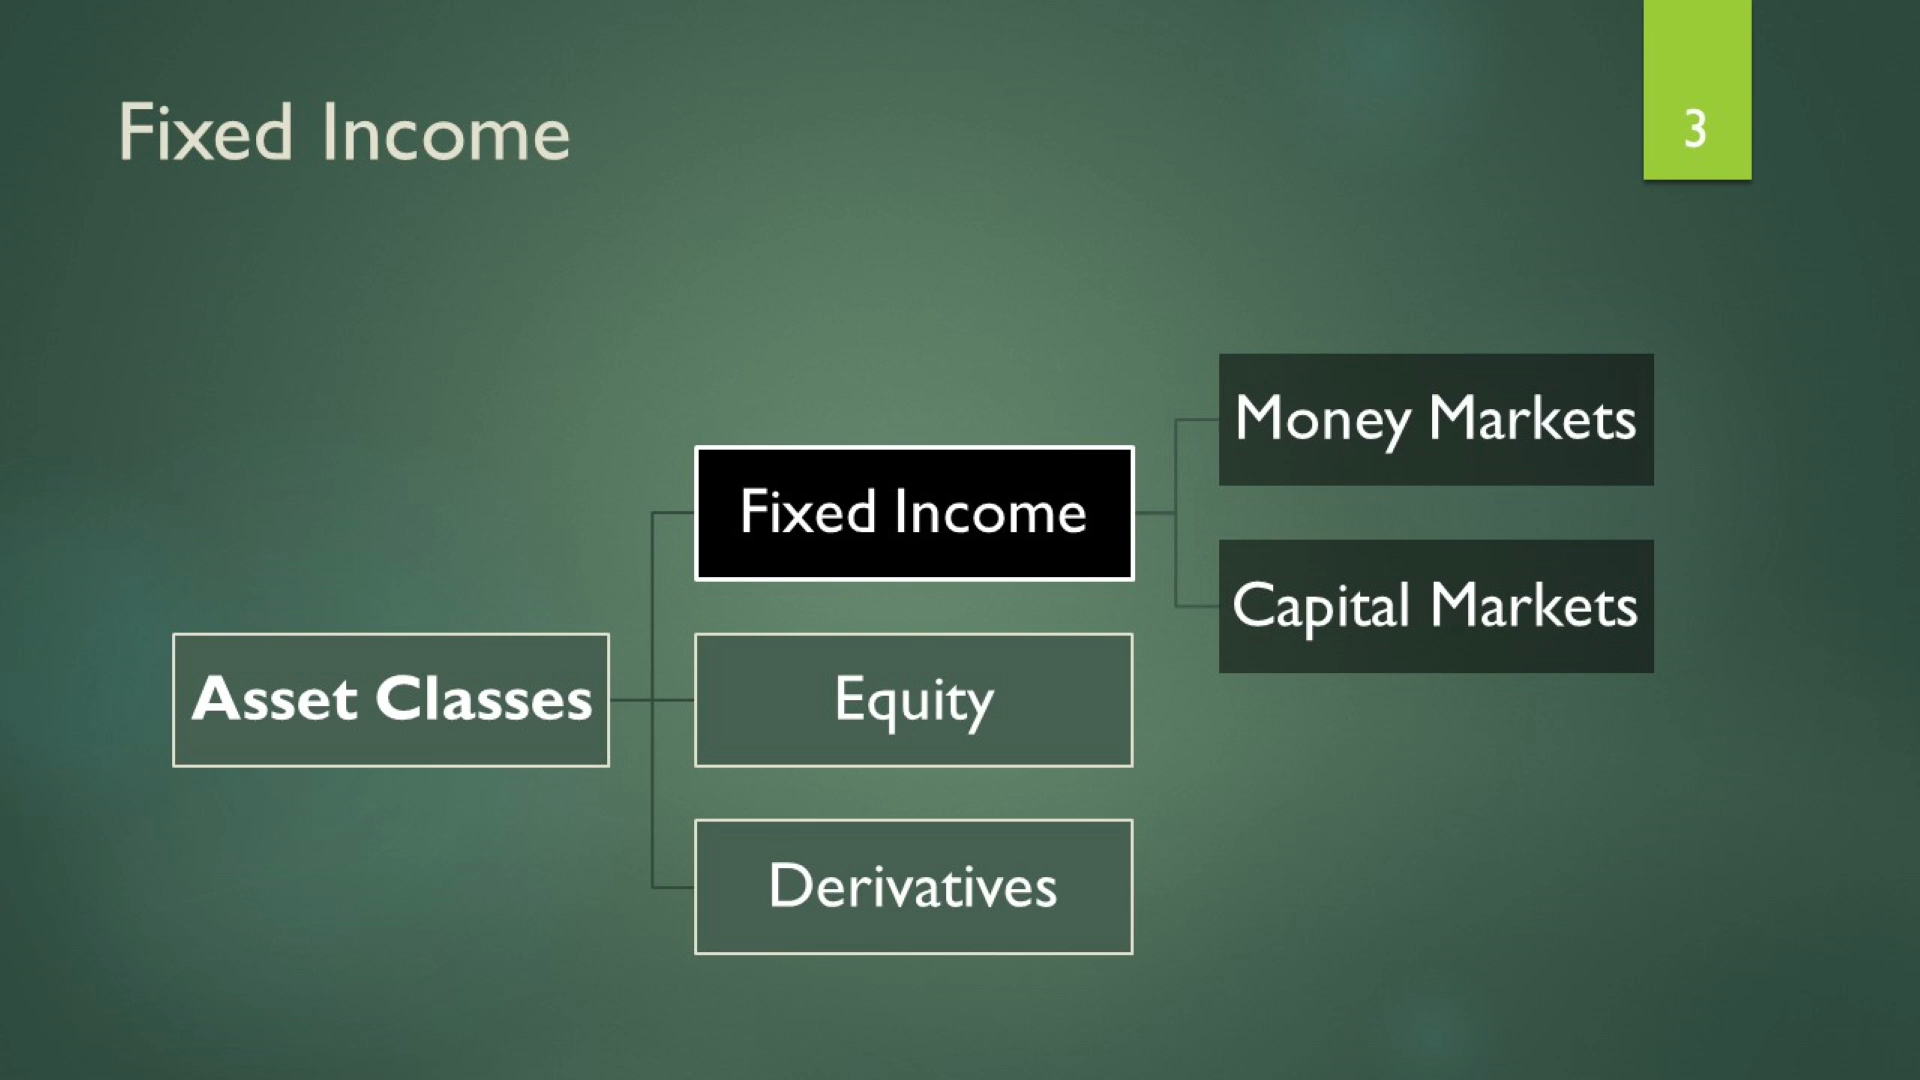 Fixed Income
3
Asset Classes
Fixed Income
Equity
Derivatives
Money Markets
Capital Markets